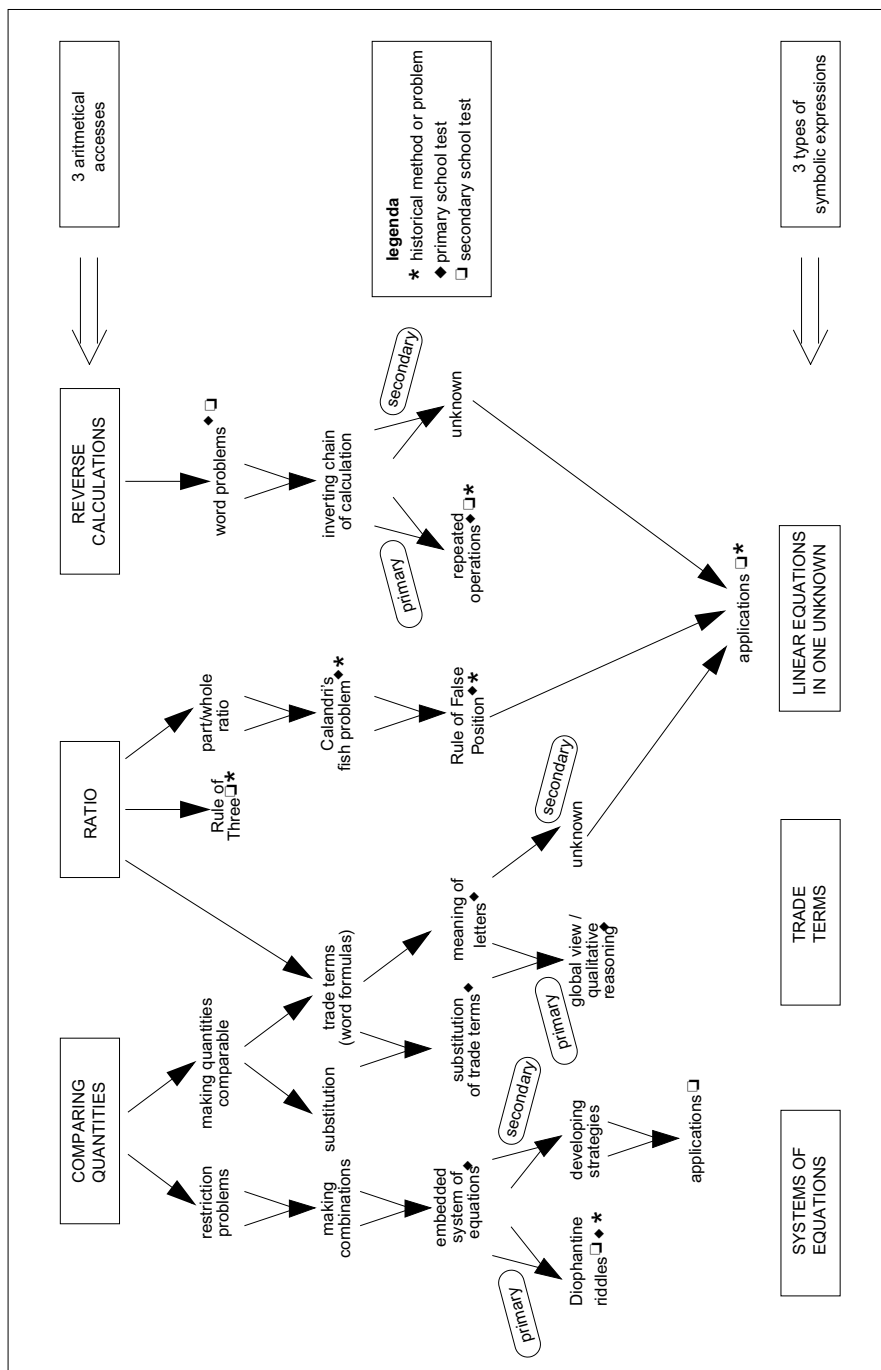 COMPARING
QUANTITIES
RATIO
REVERSE
CALCULATIONS
3 aritmetical
accesses
restriction
problems
making quantities
comparable
Rule of
Three❏*
part/whole
ratio
word problems ◆❏
making
combinations
substitution
trade terms
(word formulas)
Calandri's
fish problem◆*
inverting chain
of calculation
legenda
* historical method or problem
◆ primary school test
❏ secondary school test
primary
secondary
embedded
system of
equations◆
substitution
of trade terms◆
meaning of
letters◆
Rule of False
Position◆*
repeated
operations◆❏*
unknown
primary
secondary
primary
secondary
Diophantine
riddles❏◆*
developing
strategies
global view /
qualitative
reasoning◆
unknown
applications❏
applications❏*
SYSTEMS OF
EQUATIONS
TRADE
TERMS
LINEAR EQUATIONS
IN ONE UNKNOWN
3 types of
symbolic expressions